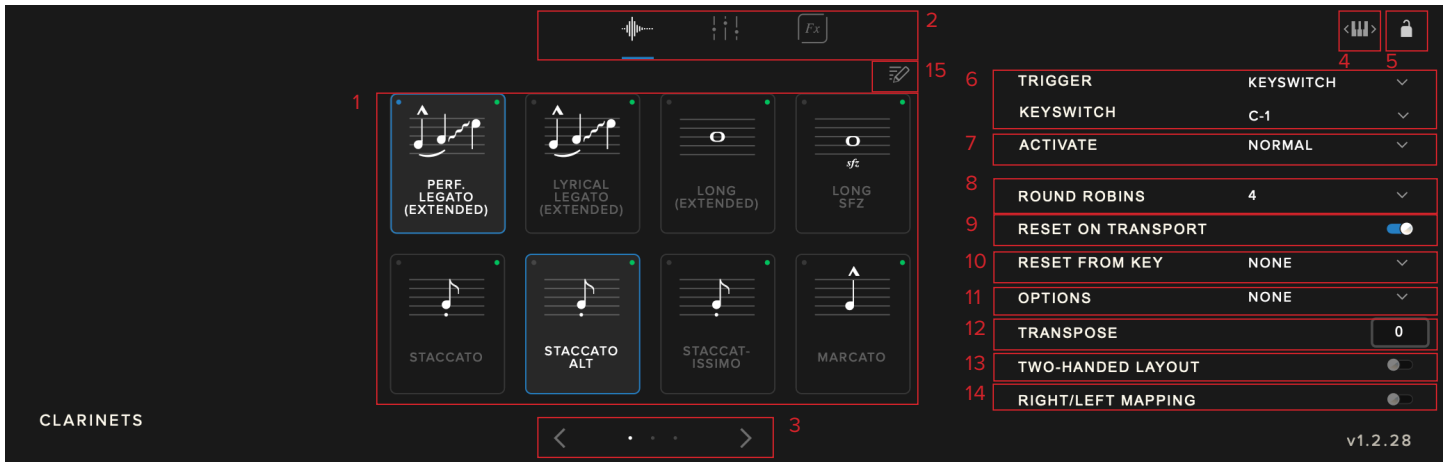 2
Fx
4
5
15
1
6
TRIGGER KEYSWITCH
KEYSWITCH C-1
7
ACTIVATE NORMAL
8
ROUND ROBINS 4
9
RESET ON TRANSPORT
10
RESET FROM KEY NONE
11
OPTIONS NONE
12
TRANSPOSE 0
13
TWO-HANDED LAYOUT
14
RIGHT/LEFT MAPPING
PERF.
LEGATO
(EXTENDED)
LYRICAL
LEGATO
(EXTENDED)
LONG
(EXTENDED)
sfz
LONG
SFZ
STACCATO
STACCATO
ALT
STACCAT-
ISSIMO
MARCATO
CLARINETS
3
v1.2.28